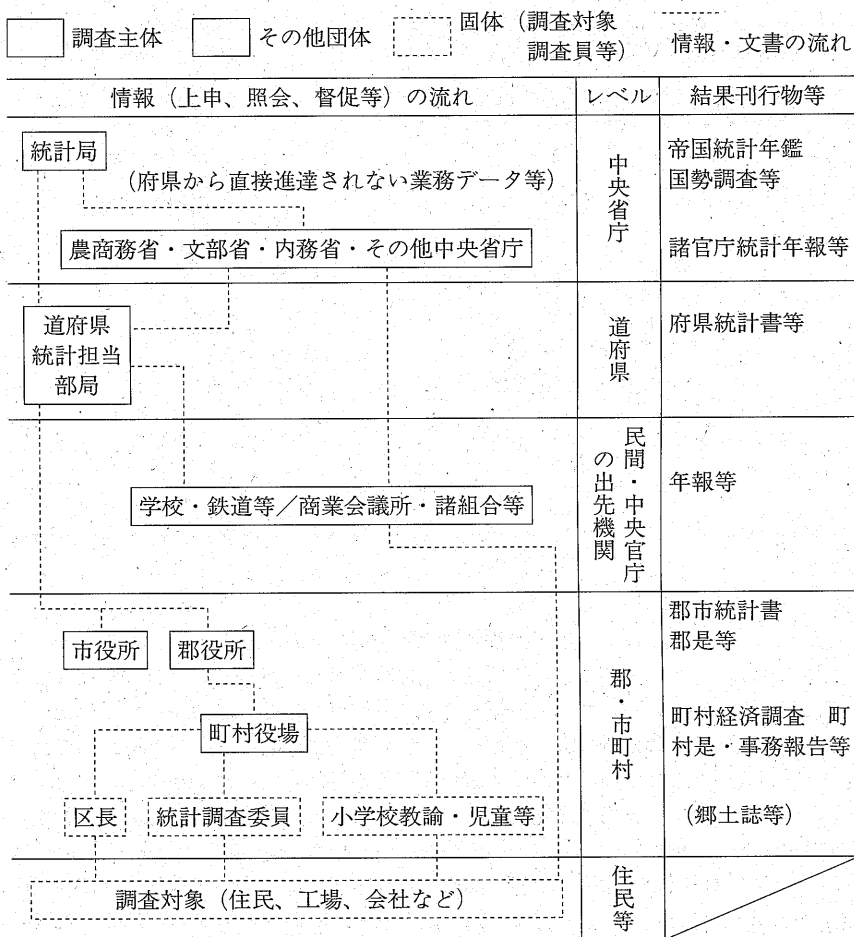 調査主体
その他団体
固体（調査対象
調査員等）
情報・文書の流れ
情報（上申、照会、督促等）の流れ
レベル
結果刊行物等
統計局
（府県から直接進達されない業務データ等）
農商務省・文部省・内務省・その他中央省庁
中央省庁
帝国統計年鑑
国勢調査等
諸官庁統計年報等
道府県
統計担当
部局
道府県
府県統計書等
学校・鉄道等／商業会議所・諸組合等
民間・中央官庁
の出先機関
年報等
市役所
郡役所
町村役場
区長
統計調査委員
小学校教諭・児童等
郡・市町村
郡市統計書
郡是等
町村経済調査　町
村是・事務報告等
（郷土誌等）
調査対象（住民、工場、会社など）
住民等